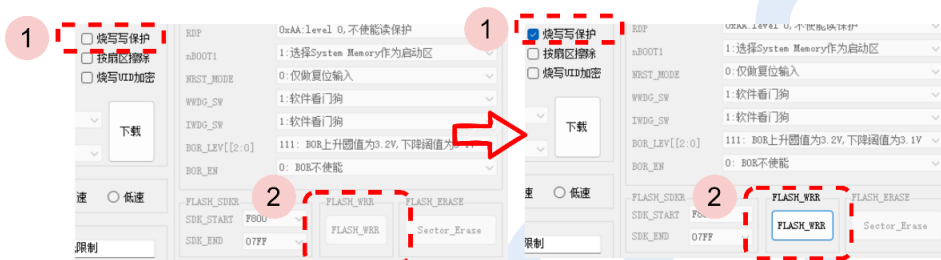 1
烧写写保护
按扇区擦除
烧写UID加密
下载
速
低速
限制
RDP
0xAA:level 0,不使能读保护
nBOOT1
1:选择System Memory作为启动区
NRST_MODE
0:仅做复位输入
WWDG_SW
1:软件看门狗
IWDG_SW
1:软件看门狗
BOR_LEV[[2:0]
111: BOR上升阈值为3.2V,下降阈值为3.1V
BOR_EN
0: BOR不使能
2
FLASH_SDKR
FLASH_WRR
FLASH_ERASE
SDK_START
F800
FLASH_WRR
Sector_Erase
SDK_END
07FF
1
烧写写保护
按扇区擦除
烧写UID加密
下载
低速
限制
RDP
0xAA:level 0,不使能读保护
nBOOT1
1:选择System Memory作为启动区
NRST_MODE
0:仅做复位输入
WWDG_SW
1:软件看门狗
IWDG_SW
1:软件看门狗
BOR_LEV[[2:0]
111: BOR上升阈值为3.2V,下降阈值为3.1V
BOR_EN
0: BOR不使能
2
FLASH_SDKR
FLASH_WRR
FLASH_ERASE
SDK_START
FLASH_WRR
Sector_Erase
SDK_END
07FF